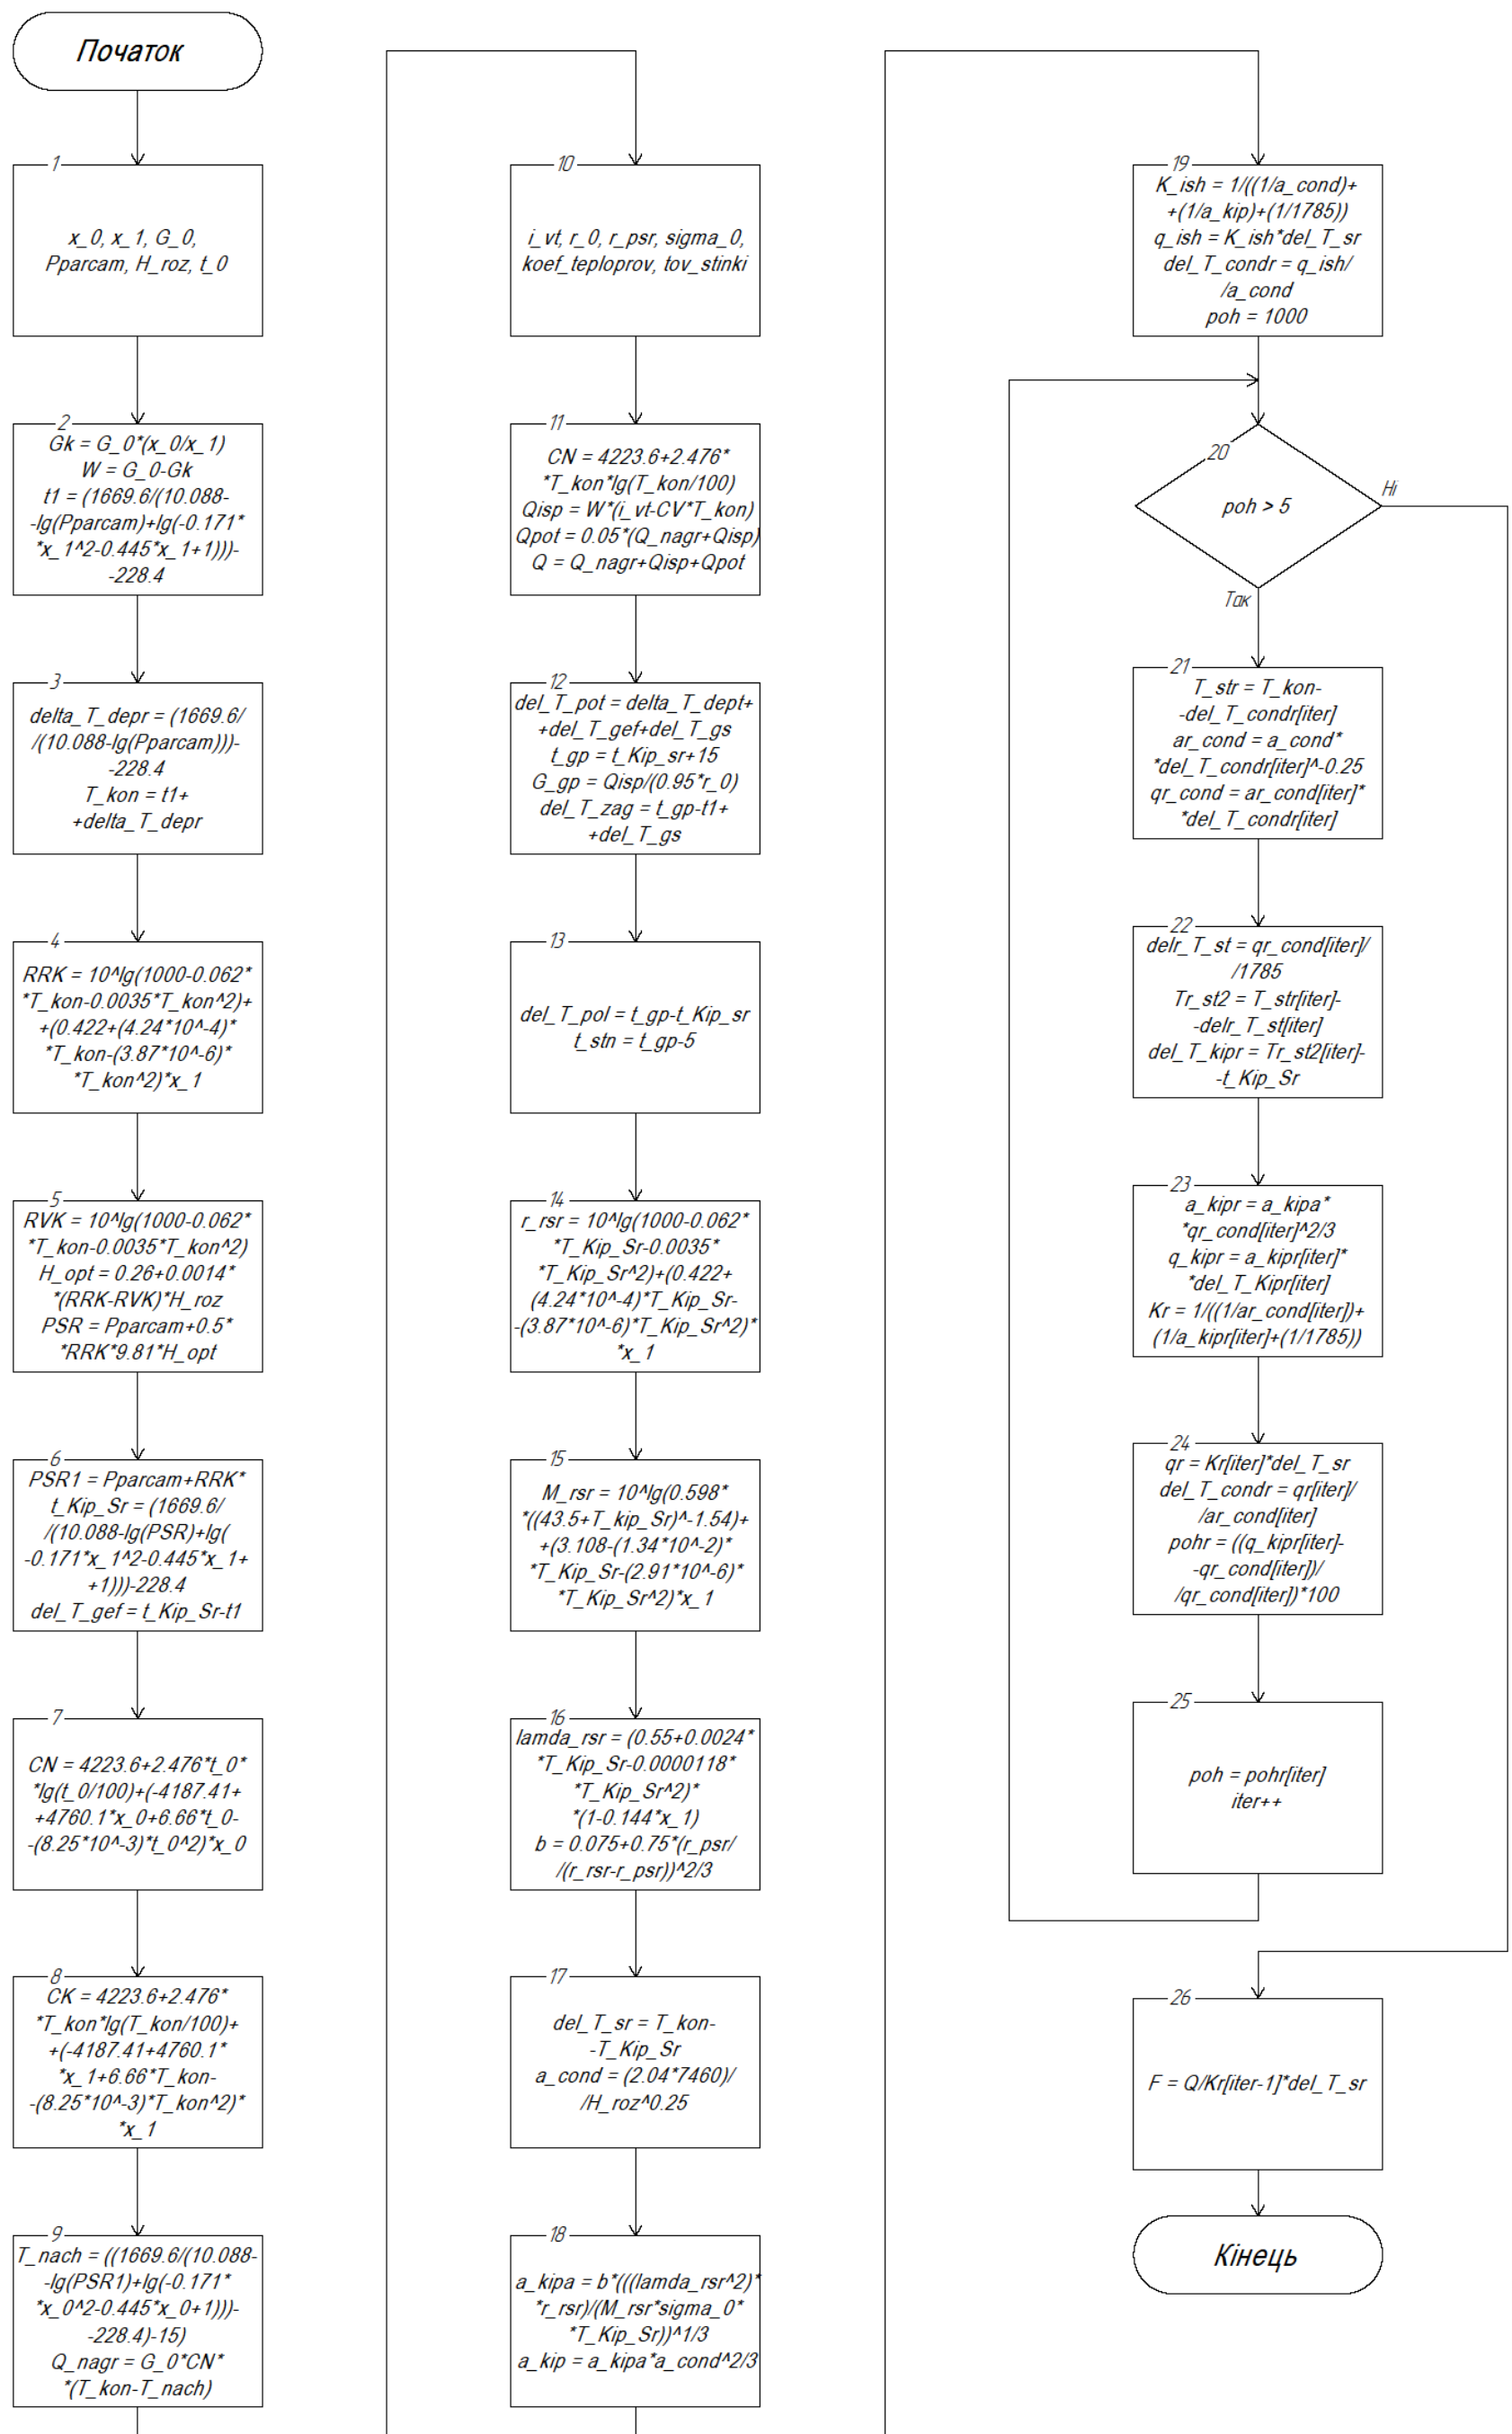 Початок
1
x_0, x_1, G_0,
Pparcam, H_roz, t_0
2
Gk = G_0*(x_0/x_1)
W = G_0-Gk
t1 = (1669.6/(10.088-
-lg(Pparcam)+lg(-0.171*
*x_1^2-0.445*x_1+1)))-
-228.4
3
delta_T_depr = (1669.6/
/(10.088-lg(Pparcam)))-
-228.4
T_kon = t1+
+delta_T_depr
4
RRK = 10^lg(1000-0.062*
*T_kon-0.0035*T_kon^2)+
+(0.422+(4.24*10^-4)*
*T_kon-(3.87*10^-6)*
*T_kon^2)*x_1
5
RVK = 10^lg(1000-0.062*
*T_kon-0.0035*T_kon^2)
H_opt = 0.26+0.0014*
*(RRK-RVK)*H_roz
PSR = Pparcam+0.5*
*RRK*9.81*H_opt
6
PSR1 = Pparcam+RRK*
t_Kip_Sr = (1669.6/
/(10.088-lg(PSR)+lg(
-0.171*x_1^2-0.445*x_1+
+1)))-228.4
del_T_gef = t_Kip_Sr-t1
7
CN = 4223.6+2.476*t_0*
*lg(t_0/100)+(-4187.41+
+4760.1*x_0+6.66*t_0-
-(8.25*10^-3)*t_0^2)*x_0
8
CK = 4223.6+2.476*
*T_kon*lg(T_kon/100)+
+(-4187.41+4760.1*
*x_1+6.66*T_kon-
-(8.25*10^-3)*T_kon^2)*
*x_1
9
T_nach = ((1669.6/(10.088-
-lg(PSR1)+lg(-0.171*
*x_0^2-0.445*x_0+1)))-
-228.4)-15)
Q_nagr = G_0*CN*
*(T_kon-T_nach)
10
i_vt, r_0, r_psr, sigma_0,
koef_teploprov, tov_stinki
11
CN = 4223.6+2.476*
*T_kon*lg(T_kon/100)
Qisp = W*(i_vt-CV*T_kon)
Qpot = 0.05*(Q_nagr+Qisp)
Q = Q_nagr+Qisp+Qpot
12
del_T_pot = delta_T_dept+
+del_T_gef+del_T_gs
t_gp = t_Kip_sr+15
G_gp = Qisp/(0.95*r_0)
del_T_zag = t_gp-t1+
+del_T_gs
13
del_T_pol = t_gp-t_Kip_sr
t_stn = t_gp-5
14
r_rsr = 10^lg(1000-0.062*
*T_Kip_Sr-0.0035*
*T_Kip_Sr^2)+(0.422+
(4.24*10^-4)*T_Kip_Sr-
-(3.87*10^-6)*T_Kip_Sr^2)*
*x_1
15
M_rsr = 10^lg(0.598*
*((43.5+T_kip_Sr)^-1.54)+
+(3.108-(1.34*10^-2)*
*T_Kip_Sr-(2.91*10^-6)*
*T_Kip_Sr^2)*x_1
16
lamda_rsr = (0.55+0.0024*
*T_Kip_Sr-0.0000118*
*T_Kip_Sr^2)*
*(1-0.144*x_1)
b = 0.075+0.75*(r_psr/
/(r_rsr-r_psr))^2/3
17
del_T_sr = T_kon-
-T_Kip_Sr
a_cond = (2.04*7460)/
/H_roz^0.25
18
a_kipa = b*(((lamda_rsr^2)*
*r_rsr)/(M_rsr*sigma_0*
*T_Kip_Sr))^1/3
a_kip = a_kipa*a_cond^2/3
19
K_ish = 1/((1/a_cond)+
+(1/a_kip)+(1/1785))
q_ish = K_ish*del_T_sr
del_T_condr = q_ish/
/a_cond
poh = 1000
20
poh > 5
Ні
Так
21
T_str = T_kon-
-del_T_condr[iter]
ar_cond = a_cond*
*del_T_condr[iter]^-0.25
qr_cond = ar_cond[iter]*
*del_T_condr[iter]
22
delr_T_st = qr_cond[iter]/
/1785
Tr_st2 = T_str[iter]-
-delr_T_st[iter]
del_T_kipr = Tr_st2[iter]-
-t_Kip_Sr
23
a_kipr = a_kipa*
*qr_cond[iter]^2/3
q_kipr = a_kipr[iter]*
*del_T_Kipr[iter]
Kr = 1/((1/ar_cond[iter])+
(1/a_kipr[iter]+(1/1785))
24
qr = Kr[iter]*del_T_sr
del_T_condr = qr[iter]/
/ar_cond[iter]
pohr = ((q_kipr[iter]-
-qr_cond[iter])/
/qr_cond[iter])*100
25
poh = pohr[iter]
iter++
26
F = Q/Kr[iter-1]*del_T_sr
Кінець